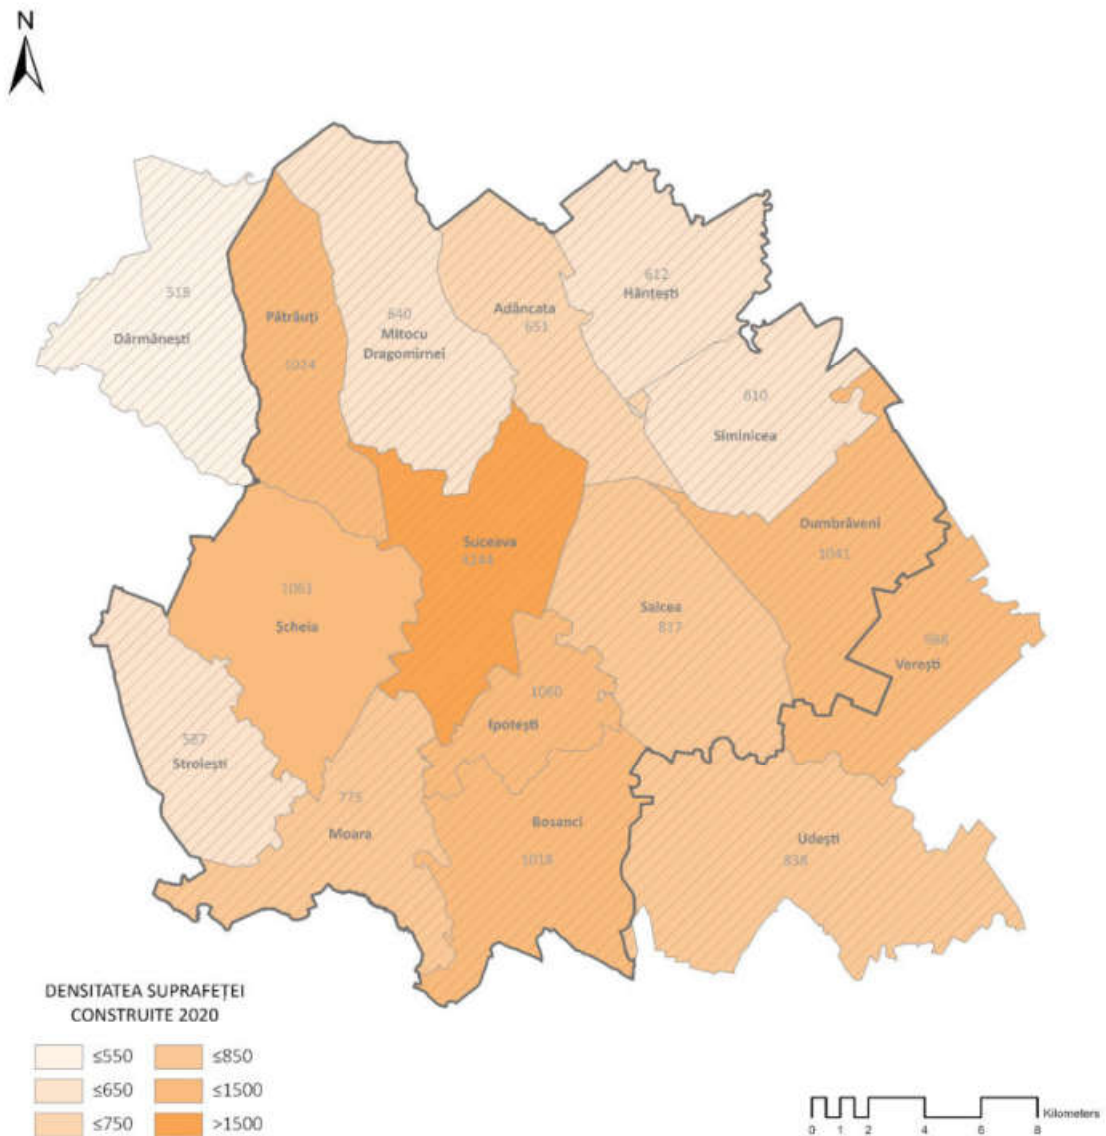 N
518
Dărmănești
Pătrăuți
1024
640
Mitocu
Dragomirnei
Adâncata
651
612
Hânțești
610
Siminicea
Suceava
Dumbrăveni
1041
1061
Șcheia
Salcea
817
Verești
1060
Ipotești
587
Stroiești
775
Moara
Bosanci
1018
Udești
838
DENSITATEA SUPRAFEȚEI
CONSTRUITE 2020
≤550 ≤850
≤650 ≤1500
≤750 >1500
0 1 2 4 6 8 Kilometers